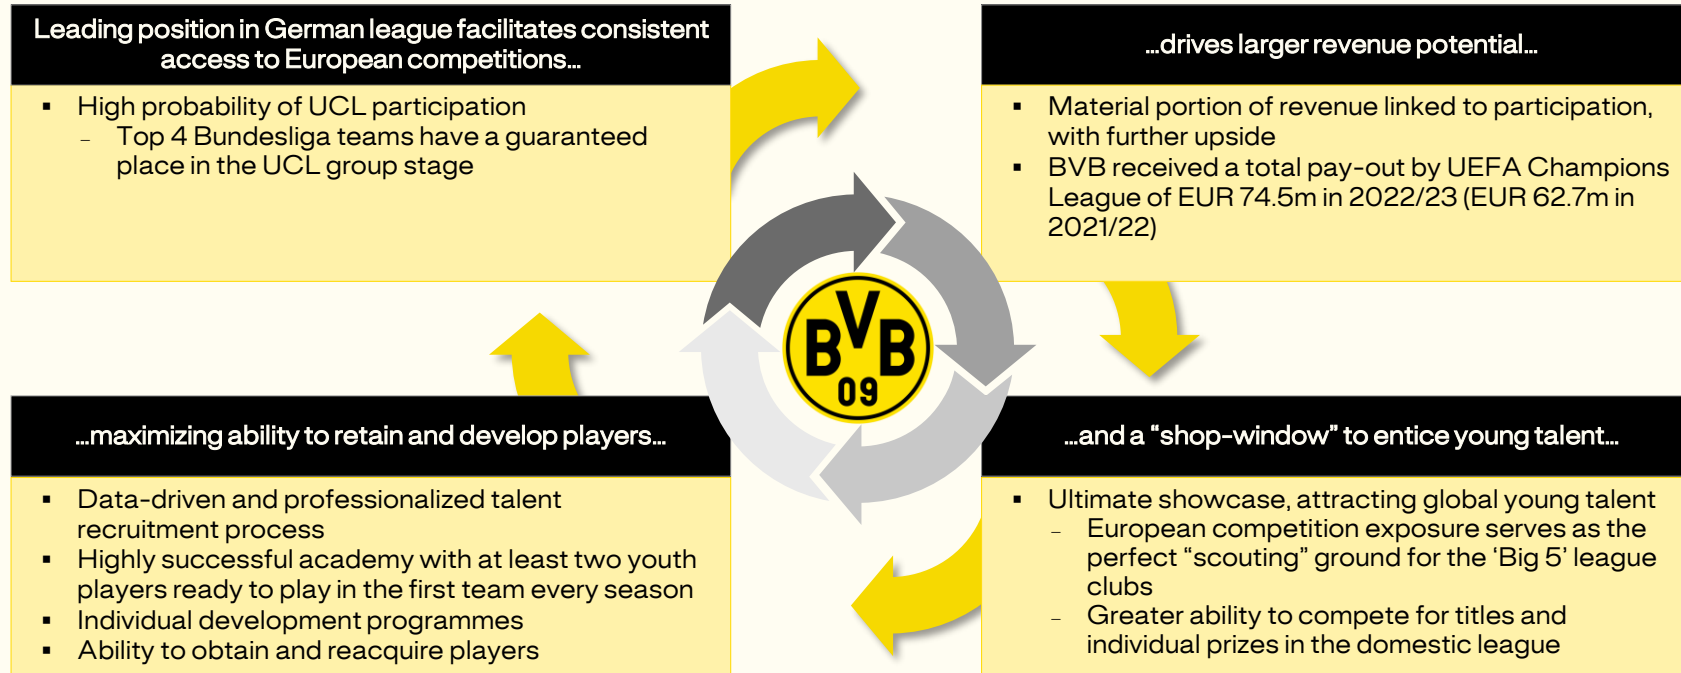 Leading position in German league facilitates consistent
access to European competitions…
▪ High probability of UCL participation
– Top 4 Bundesliga teams have a guaranteed
place in the UCL group stage
…drives larger revenue potential…
▪ Material portion of revenue linked to participation,
with further upside
▪ BVB received a total pay-out by UEFA Champions
League of EUR 74.5m in 2022/23 (EUR 62.7m in
2021/22)
BVB
09
…maximizing ability to retain and develop players…
▪ Data-driven and professionalized talent
recruitment process
▪ Highly successful academy with at least two youth
players ready to play in the first team every season
▪ Individual development programmes
▪ Ability to obtain and reacquire players
…and a “shop-window” to entice young talent…
▪ Ultimate showcase, attracting global young talent
– European competition exposure serves as the
perfect “scouting” ground for the ‘Big 5’ league
clubs
– Greater ability to compete for titles and
individual prizes in the domestic league